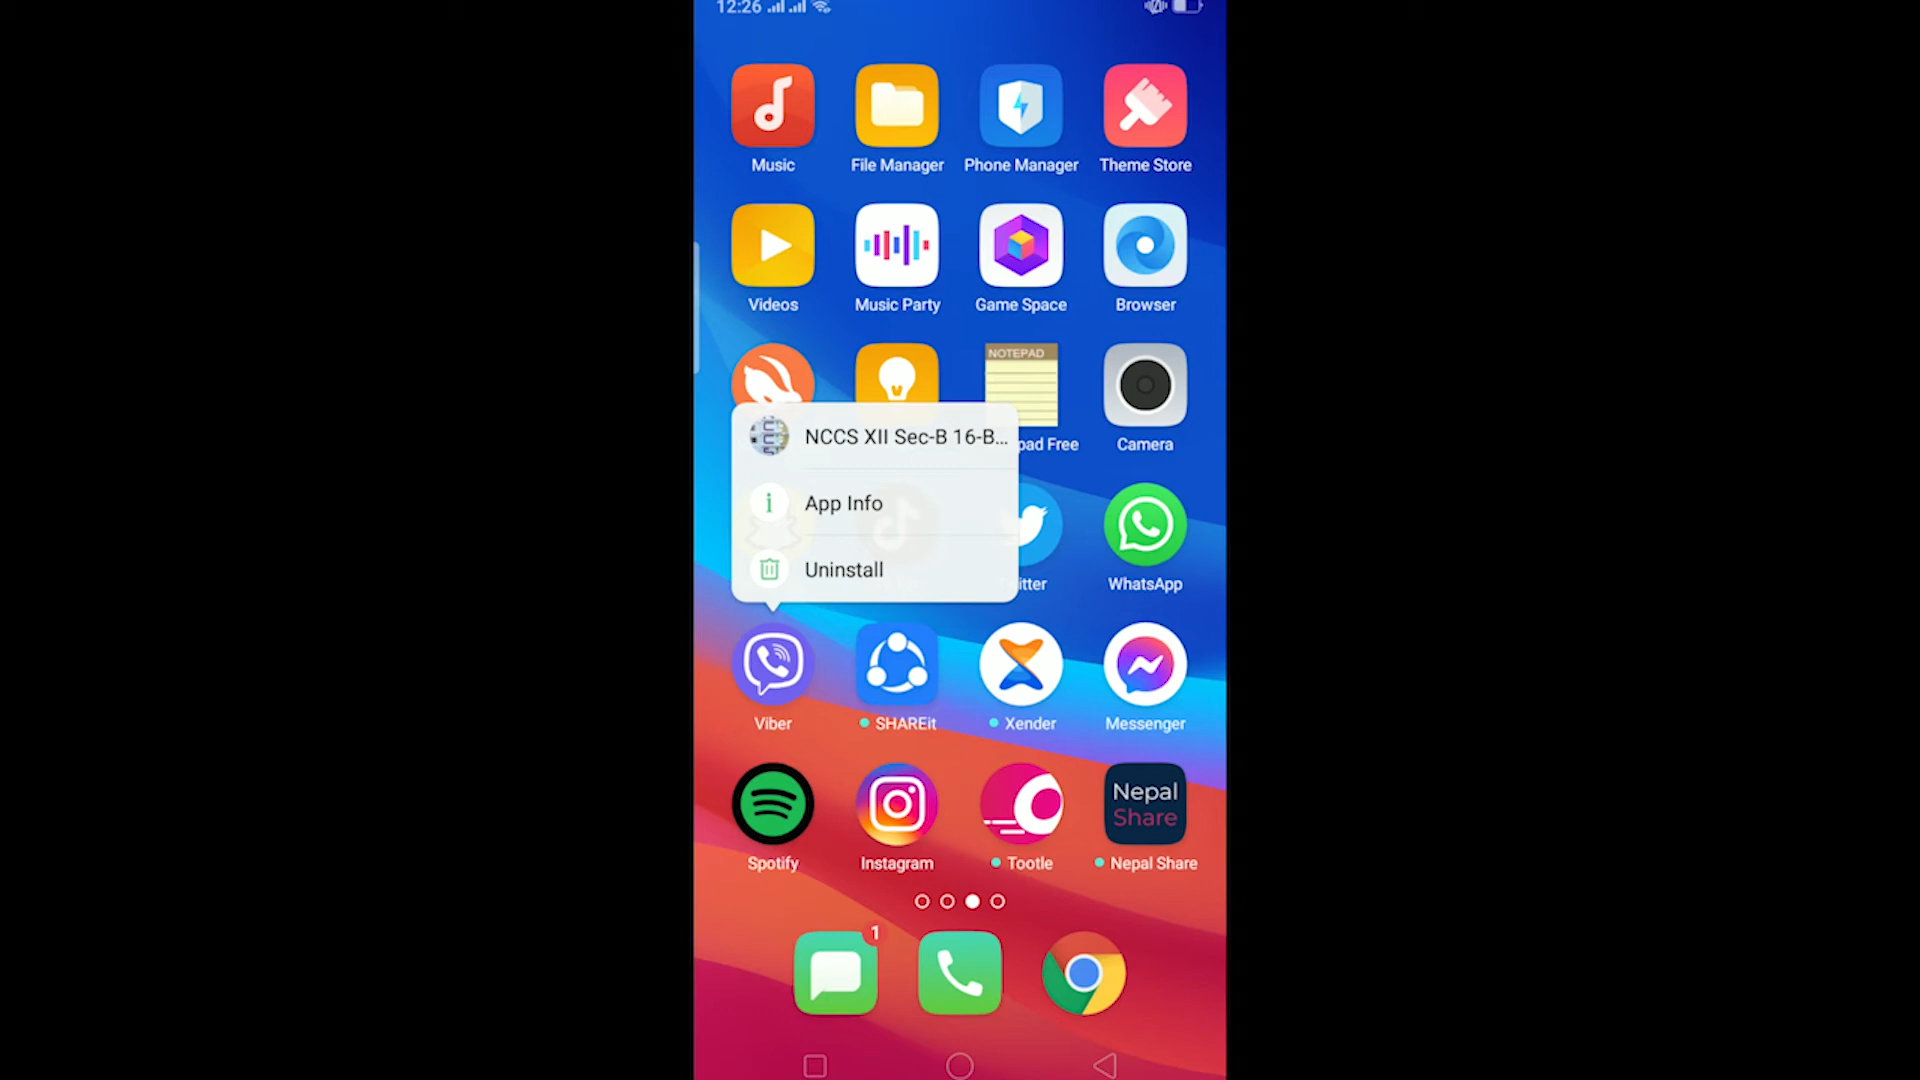 12:26
Music
File Manager
Phone Manager
Theme Store
Videos
Music Party
Game Space
Browser
NOTEPAD
pad Free
Camera
NCCS XII Sec-B 16-B...
App Info
Uninstall
itter
WhatsApp
Viber
SHAREit
Xender
Messenger
Nepal
Share
Spotify
Instagram
Tootle
Nepal Share
1